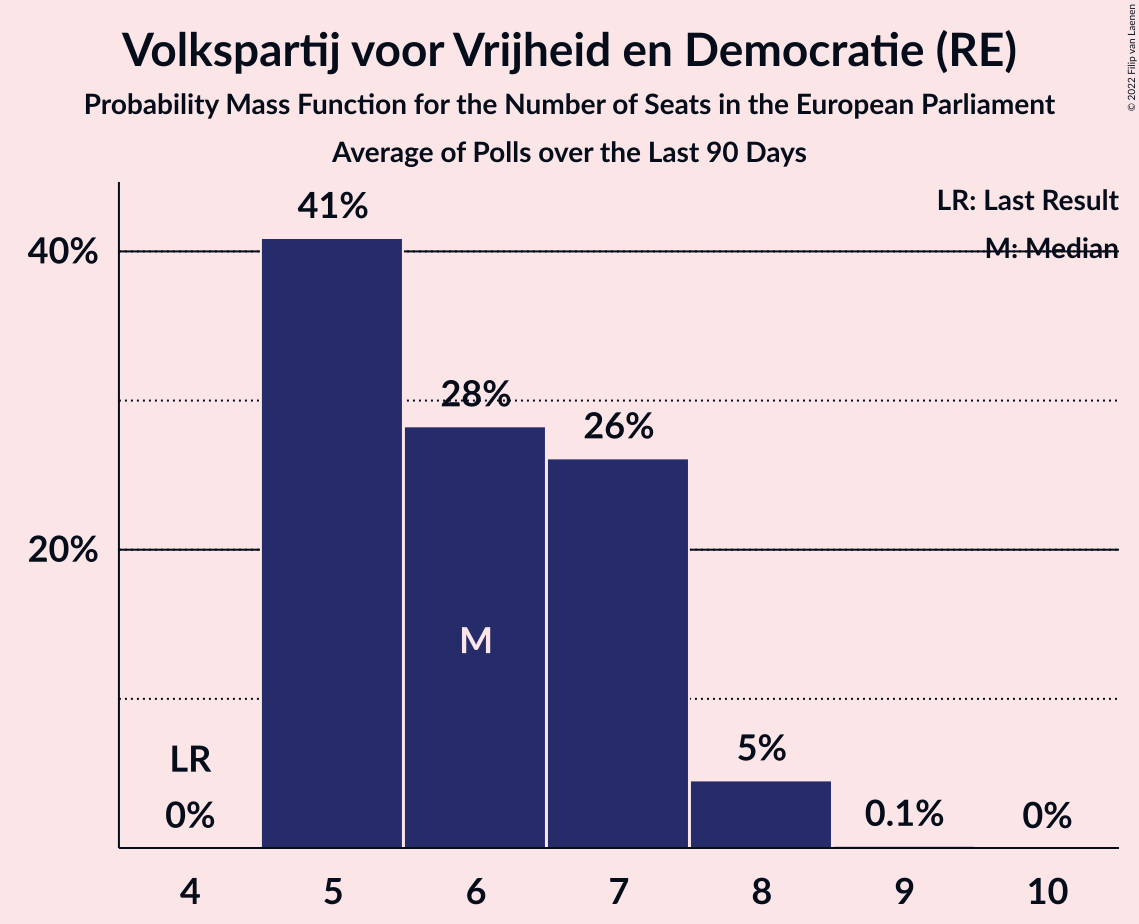 Volkspartij voor Vrijheid en Democratie (RE)
Probability Mass Function for the Number of Seats in the European Parliament
Average of Polls over the Last 90 Days
© 2022 Filip van Laenen
LR: Last Result
M: Median
40%
20%
41%
28%
26%
M
5%
LR
0%
0.1%
0%
4 5 6 7 8 9 10